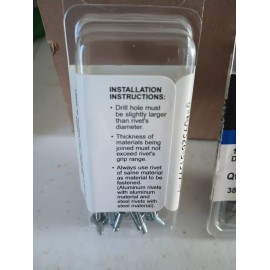 INSTALLATION
INSTRUCTIONS:
• Drill hole must
be slightly larger
than rivet's
diameter.
• Thickness of
materials being
joined must not
exceed rivet's
grip range.
• Always use rivet
of same material
as material to be
fastened.
(Aluminum rivets
with aluminum
material and
steel rivets with
steel material).